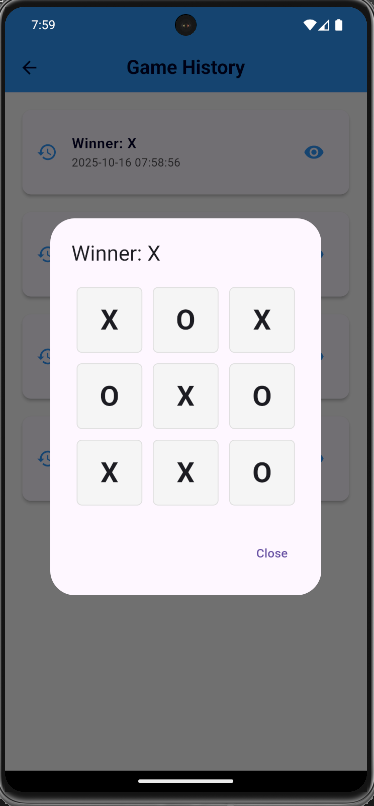 7:59
Game History
Winner: X
2025-10-16 07:58:56
Winner: X
X O X
O X O
X X O
Close